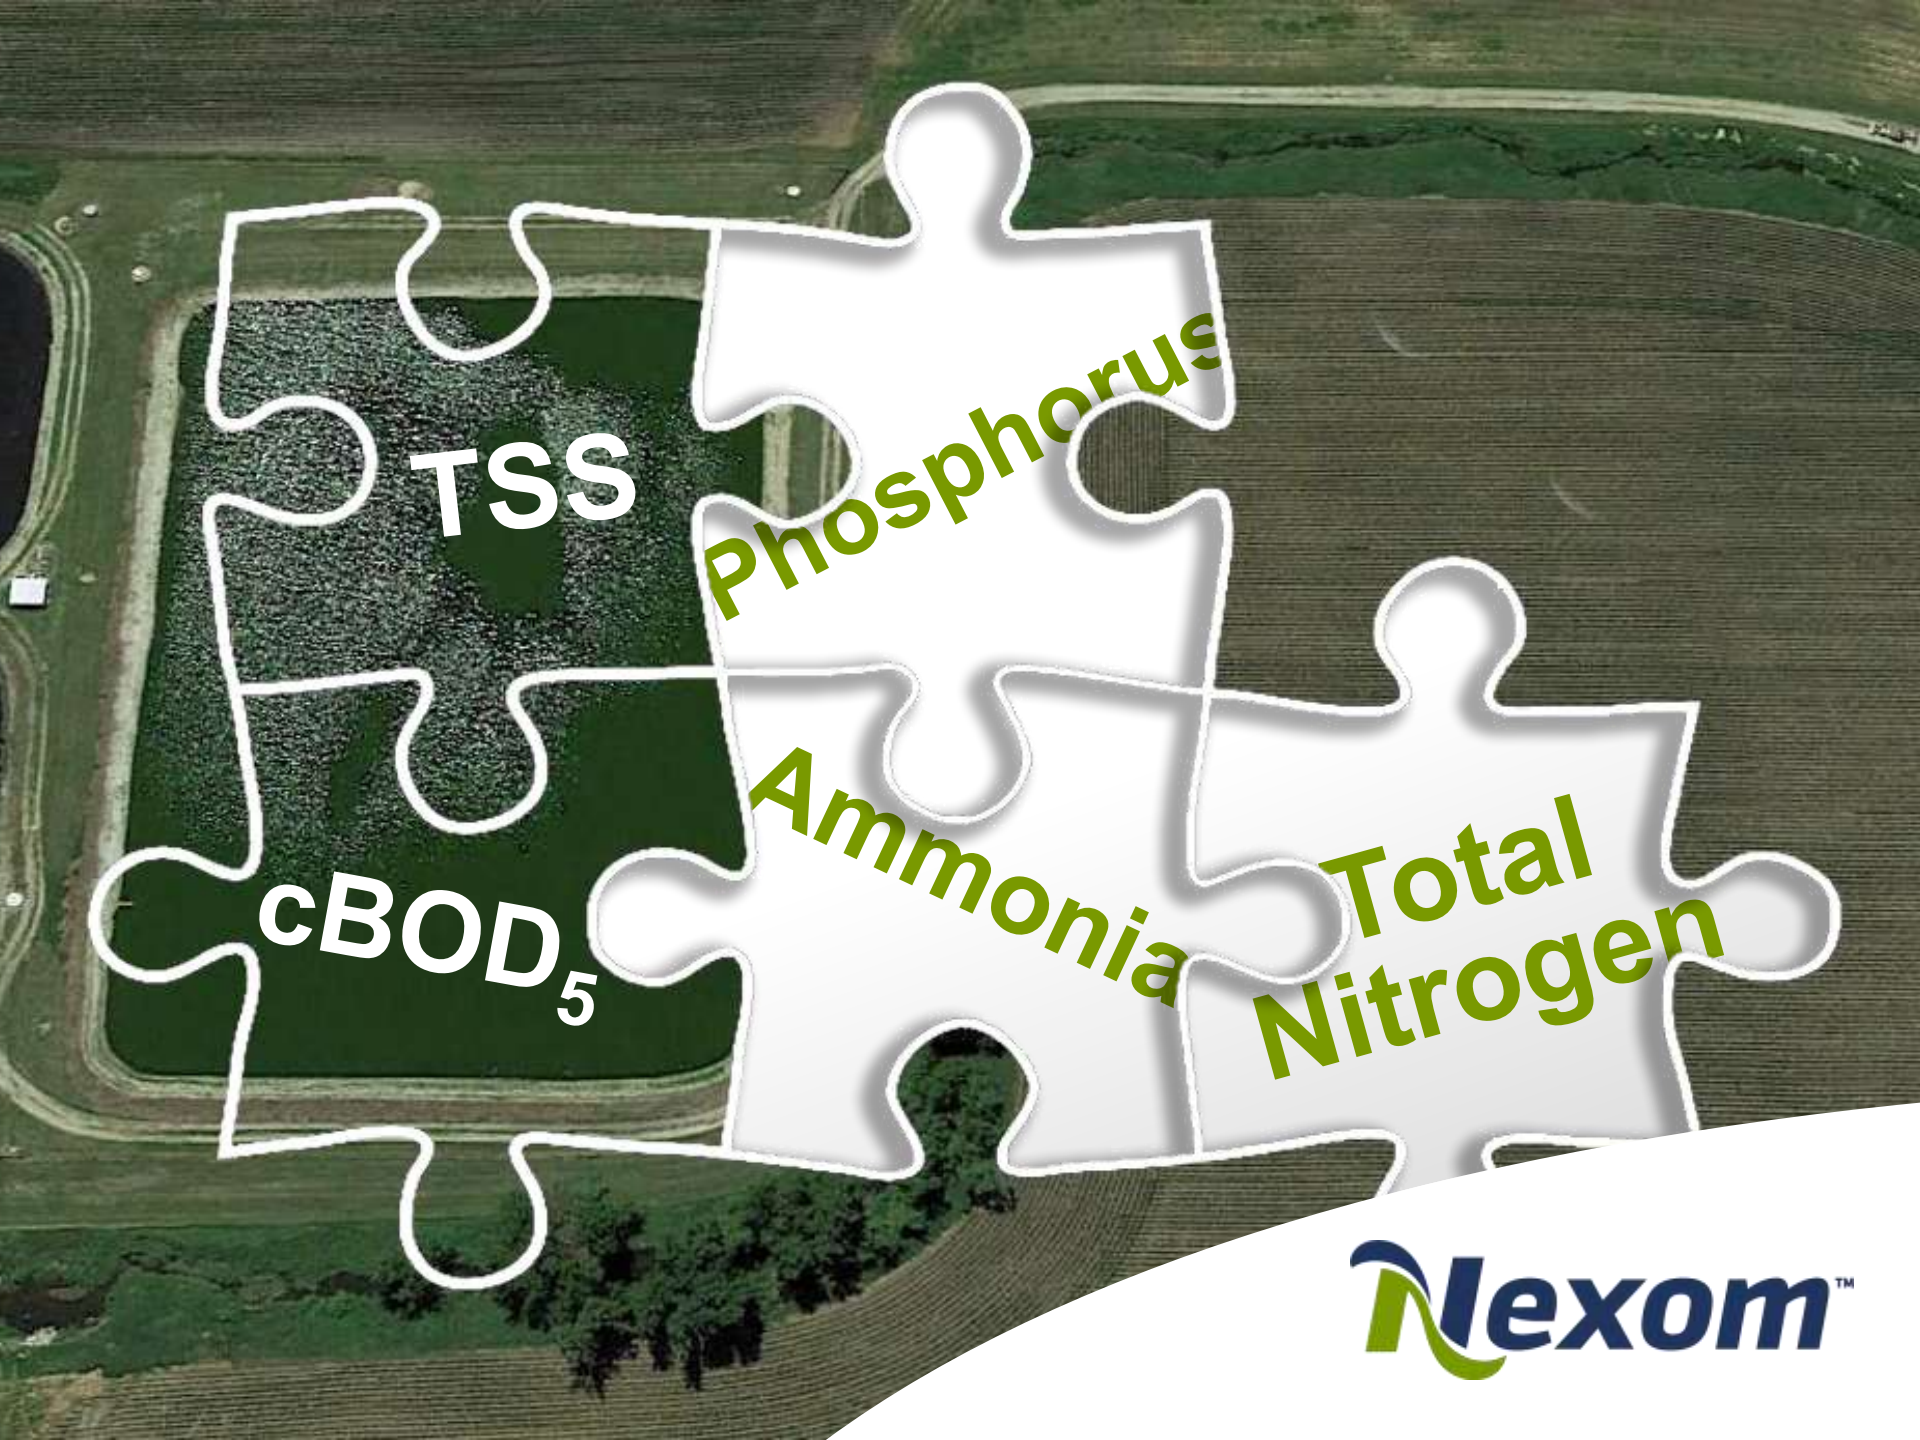 TSS
Phosphorus
cBOD₅
Ammonia
Total
Nitrogen
Nexom™